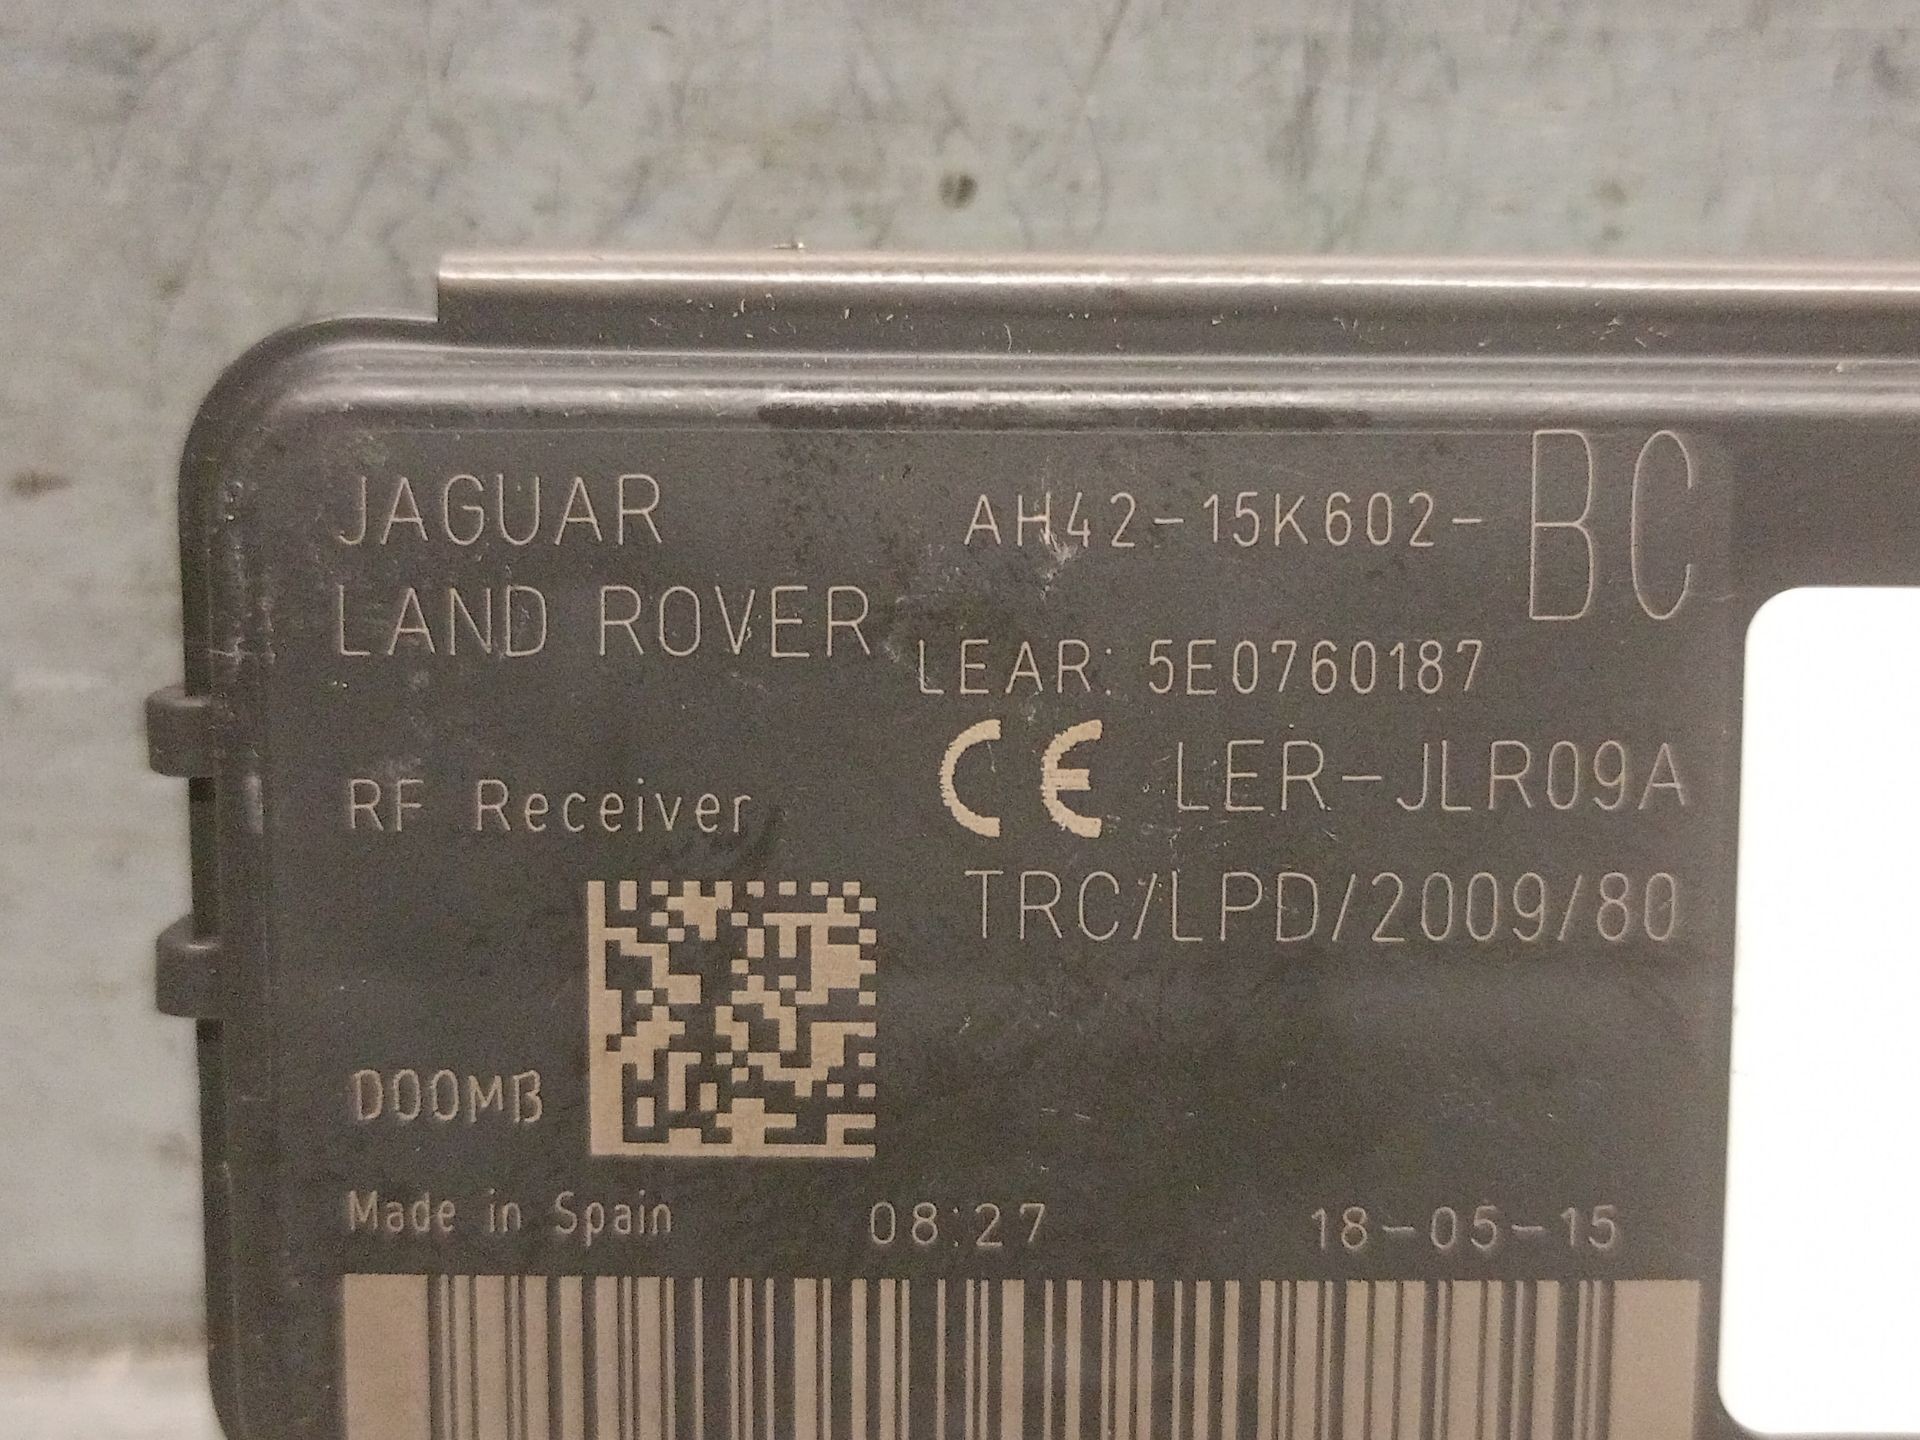 JAGUAR
LAND ROVER
AH42-15K602-BC
LEAR: 5E0760187
CE LER-JLR09A
RF Receiver
TRC/LPD/2009/80
D00MB
Made in Spain 08:27 18-05-15